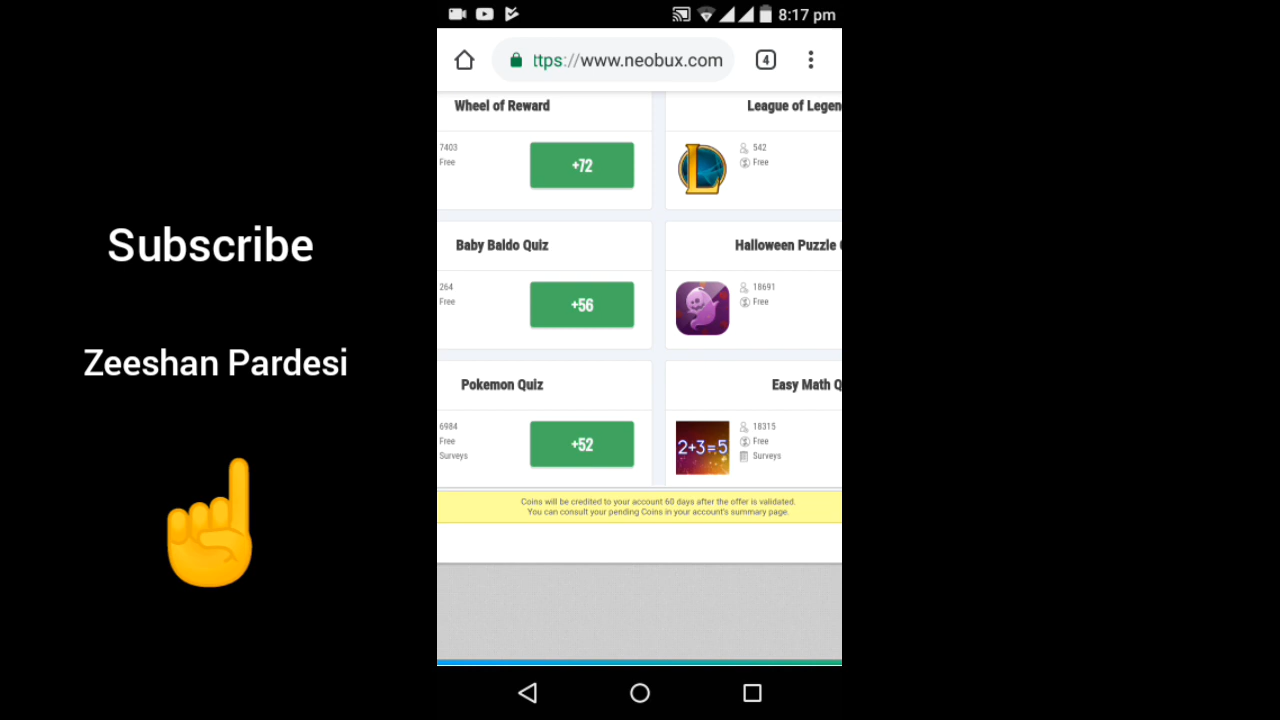 8:17 pm
ttps://www.neobux.com
4
Wheel of Reward
7403
Free
+72
League of Legen
542
Free
Baby Baldo Quiz
264
Free
+56
Halloween Puzzle
18691
Free
Pokemon Quiz
6984
Free
Surveys
+52
Easy Math Q
2+3=5
18315
Free
Surveys
Coins will be credited to your account 60 days after the offer is validated.
You can consult your pending Coins in your account's summary page.
Subscribe
Zeeshan Pardesi